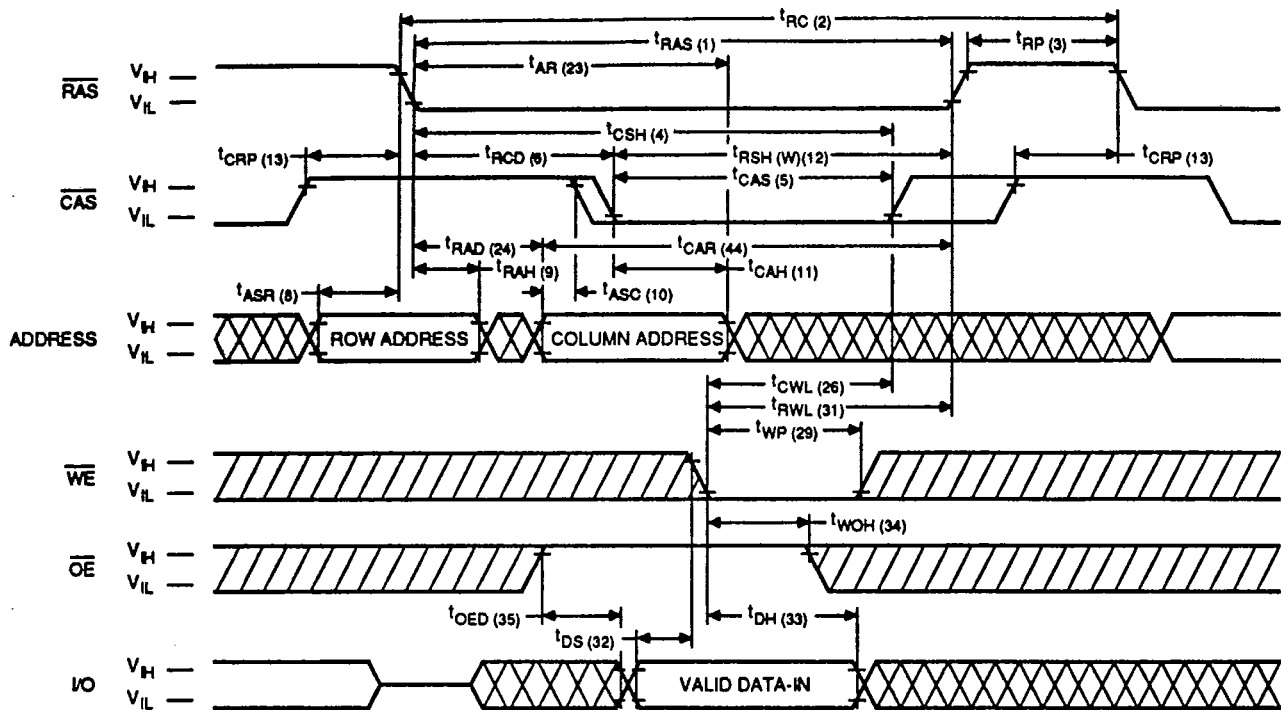 tRC (2)
tRAS (1)
tRP (3)
tAR (23)
RAS
VIH
VIL
tCSH (4)
tCRP (13)
tRCD (6)
tRSH (W)(12)
tCRP (13)
tCAS (5)
CAS
VIH
VIL
tRAD (24)
tCAR (44)
tRAH (9)
tCAH (11)
tASR (8)
tASC (10)
ADDRESS
VIH
VIL
ROW ADDRESS
COLUMN ADDRESS
tCWL (26)
tRWL (31)
tWP (29)
WE
VIH
VIL
tWOH (34)
OE
VIH
VIL
tOED (35)
tDH (33)
tDS (32)
I/O
VIH
VIL
VALID DATA-IN